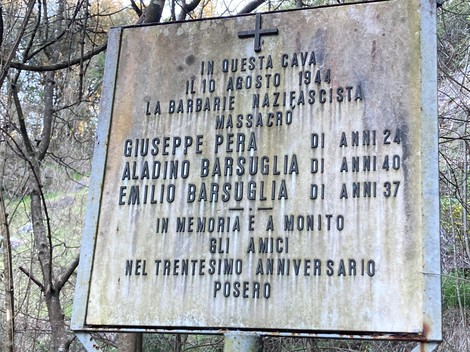 IN QUESTA CAVA
IL 10 AGOSTO 1944
LA BARBARIE NAZIFASCISTA
MASSACRÒ
GIUSEPPE PERA DI ANNI 24
ALADINO BARSUGLIA DI ANNI 40
EMILIO BARSUGLIA DI ANNI 37
IN MEMORIA E A MONITO
GLI AMICI
NEL TRENTESIMO ANNIVERSARIO
POSERO